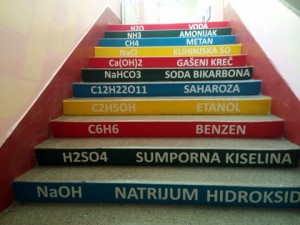 H2O VODA
NH3 AMONIJAK
CH4 METAN
NaCl KUHINJSKA SO
Ca(OH)2 GAŠENI KREČ
NaHCO3 SODA BIKARBONA
C12H22O11 SAHAROZA
C2H5OH ETANOL
C6H6 BENZEN
H2SO4 SUMPORNA KISELINA
NaOH NATRIJUM HIDROKSID